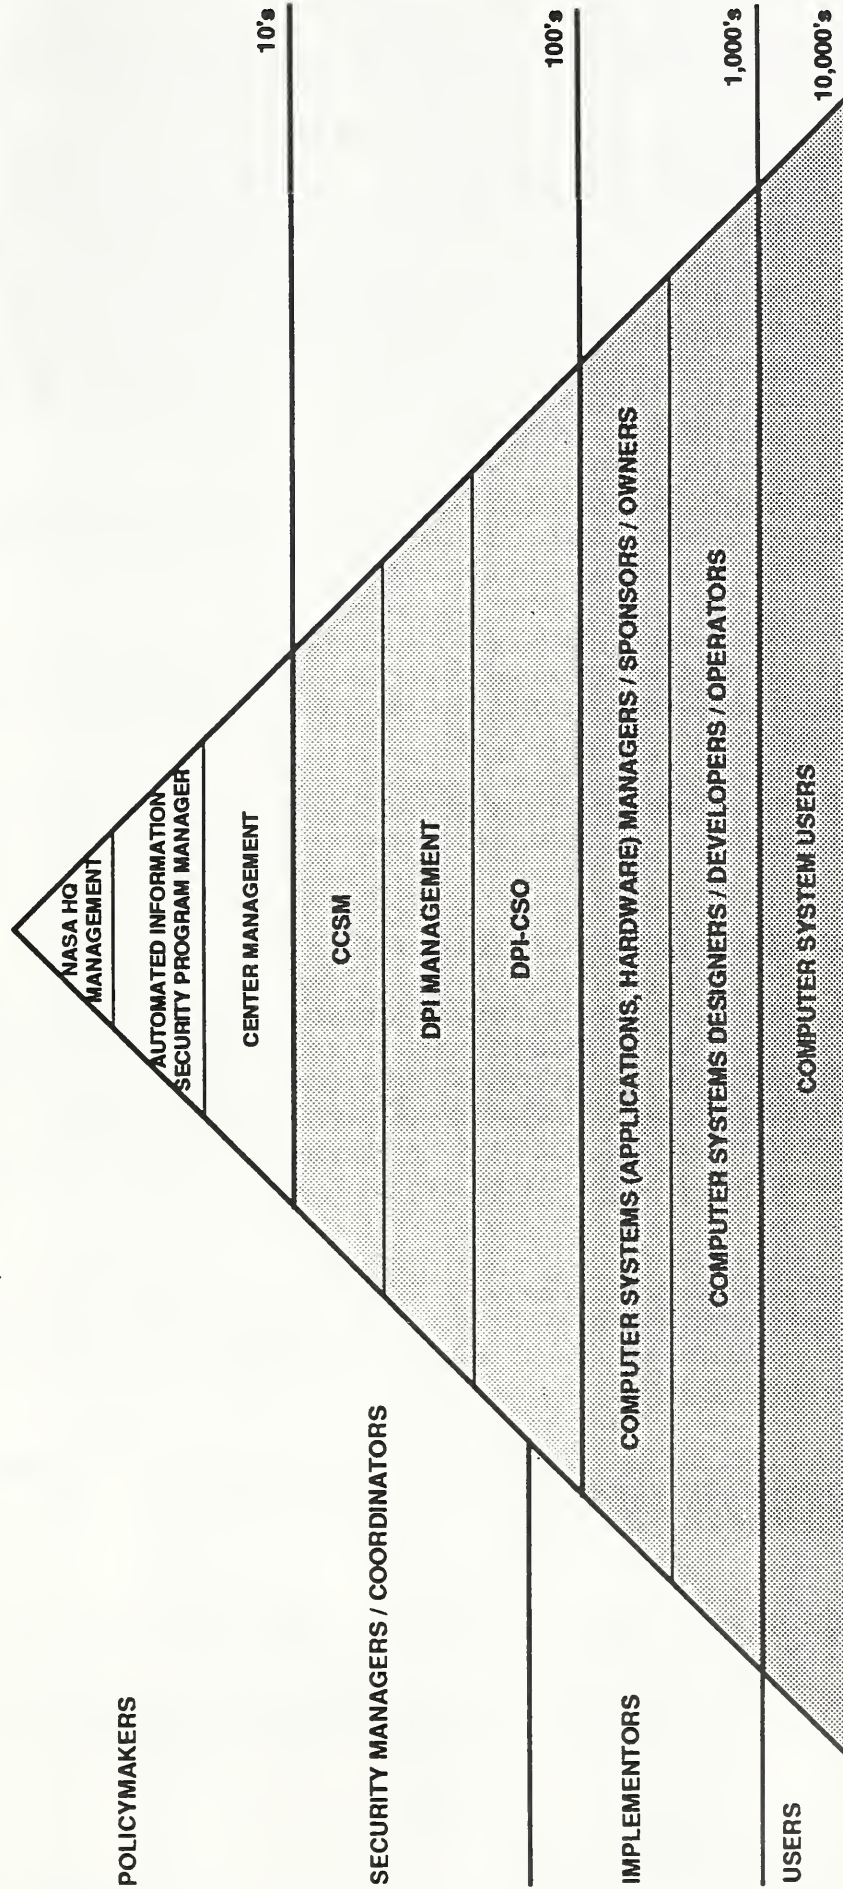 POLICYMAKERS
NASA HQ
MANAGEMENT
AUTOMATED INFORMATION
SECURITY PROGRAM MANAGER
CENTER MANAGEMENT
10's
SECURITY MANAGERS / COORDINATORS
CCSM
DPI MANAGEMENT
DPI-CSO
100's
IMPLEMENTORS
COMPUTER SYSTEMS (APPLICATIONS, HARDWARE) MANAGERS / SPONSORS / OWNERS
COMPUTER SYSTEMS DESIGNERS / DEVELOPERS / OPERATORS
1,000's
USERS
COMPUTER SYSTEM USERS
10,000's